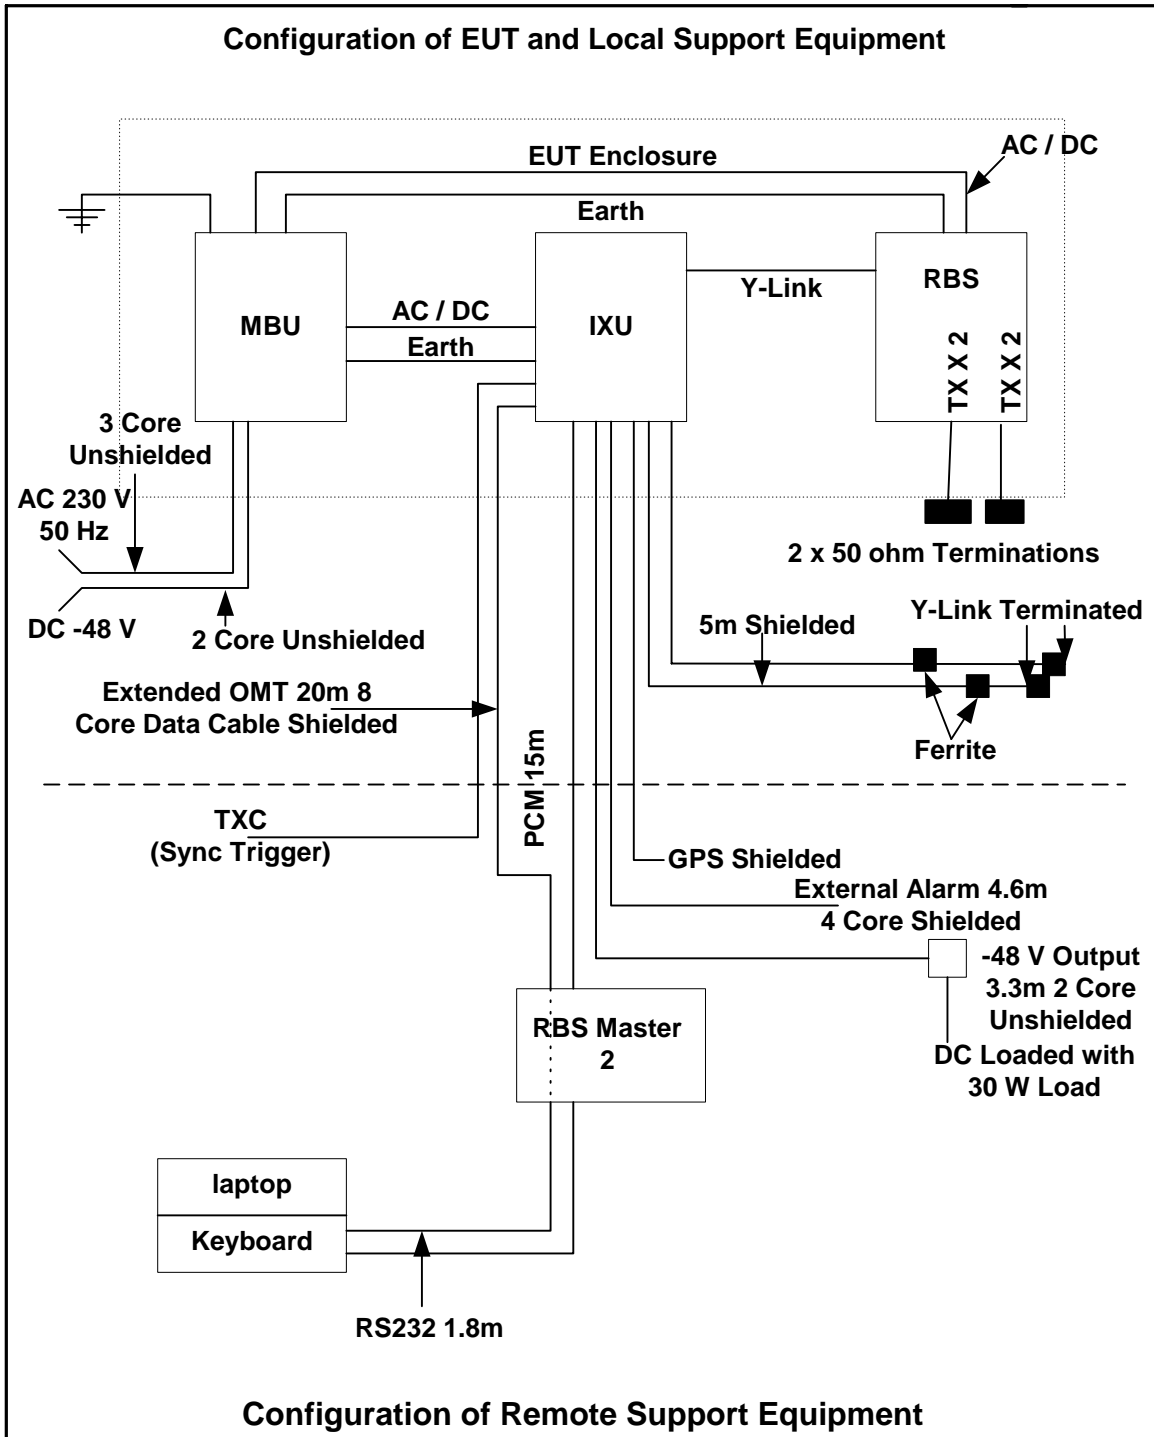 Configuration of EUT and Local Support Equipment
AC / DC
EUT Enclosure
Earth
MBU
AC / DC
Earth
IXU
Y-Link
RBS
TX X 2
TX X 2
3 Core
Unshielded
AC 230 V
50 Hz
DC -48 V
2 Core Unshielded
2 x 50 ohm Terminations
Y-Link Terminated
5m Shielded
Ferrite
Extended OMT 20m 8
Core Data Cable Shielded
PCM 15m
TXC
(Sync Trigger)
GPS Shielded
External Alarm 4.6m
4 Core Shielded
-48 V Output
3.3m 2 Core
Unshielded
DC Loaded with
30 W Load
RBS Master
2
laptop
Keyboard
RS232 1.8m
Configuration of Remote Support Equipment